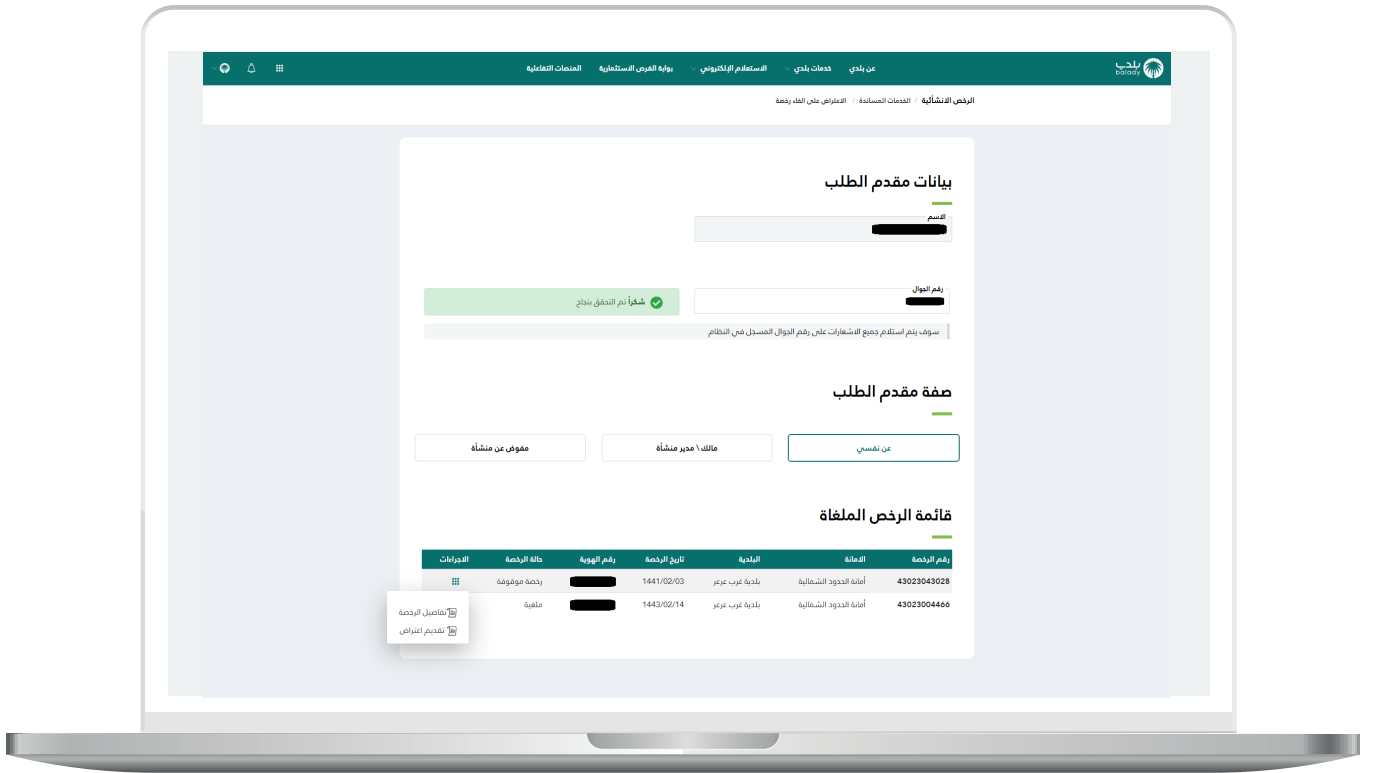 بلدي
balady
عن بلدي خدمات بلدي الاستعلام الإلكتروني بوابة الفرص الاستثمارية المنصات التفاعلية
الرخص الانشائية / الخدمات المساندة / الاعتراض على الغاء رخصة
بيانات مقدم الطلب
الاسم
رقم الجوال
شكراً تم التحقق بنجاح
سوف يتم استلام جميع الاشعارات على رقم الجوال المسجل في النظام
صفة مقدم الطلب
عن نفسي
مالك \ مدير منشأة
مفوض عن منشأة
قائمة الرخص الملغاة
رقم الرخصة الامانة البلدية تاريخ الرخصة رقم الهوية حالة الرخصة الاجراءات
43023043028 أمانة الحدود الشمالية بلدية غرب عرعر 1441/02/03 رخصة موقوفة
43023004466 أمانة الحدود الشمالية بلدية غرب عرعر 1443/02/14 ملغية
تفاصيل الرخصة
تقديم اعتراض